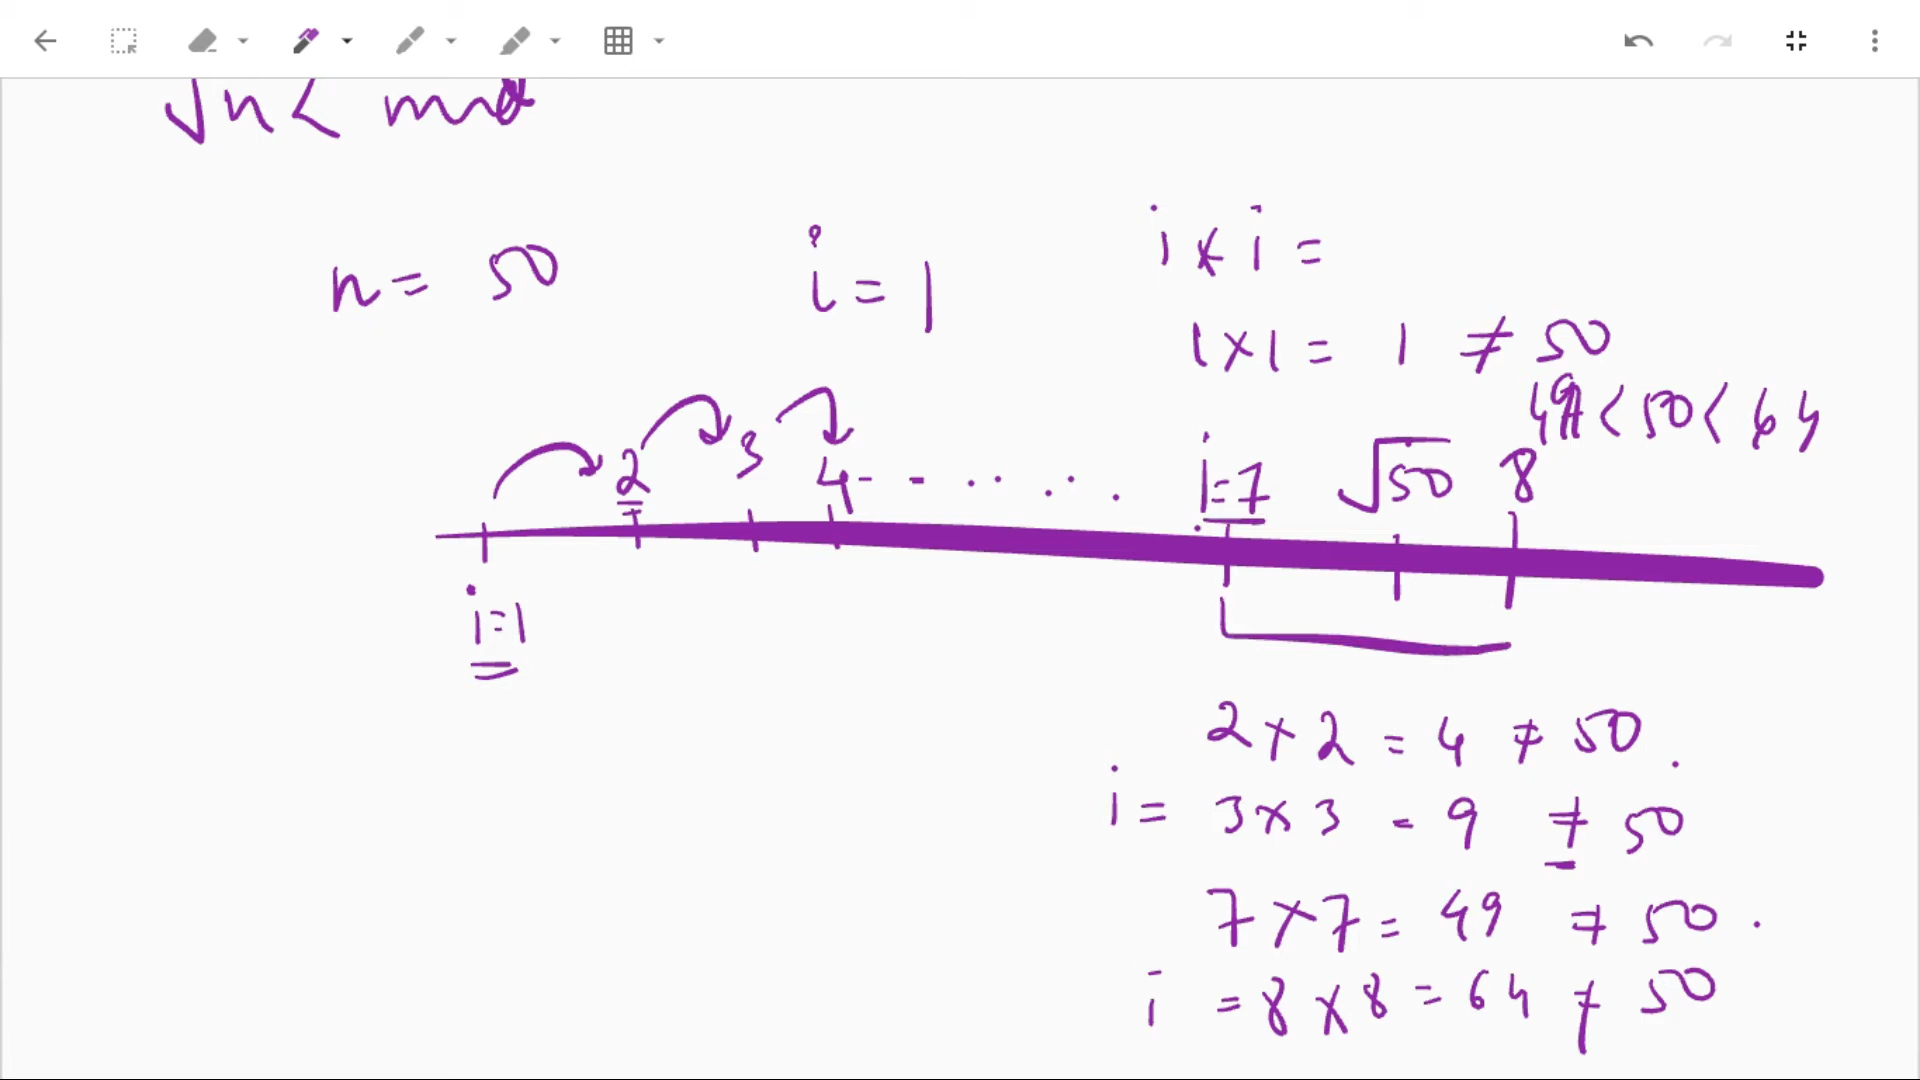 √n < mid
n = 50
i = 1
i * i =
1 × 1 = 1 ≠ 50
49 < 50 < 64
2 3 4 - - . . . . . i=7 √50 8
i=1
2 × 2 = 4 ≠ 50 .
i = 3 × 3 = 9 ≠ 50
7 × 7 = 49 ≠ 50 .
i = 8 × 8 = 64 ≠ 50